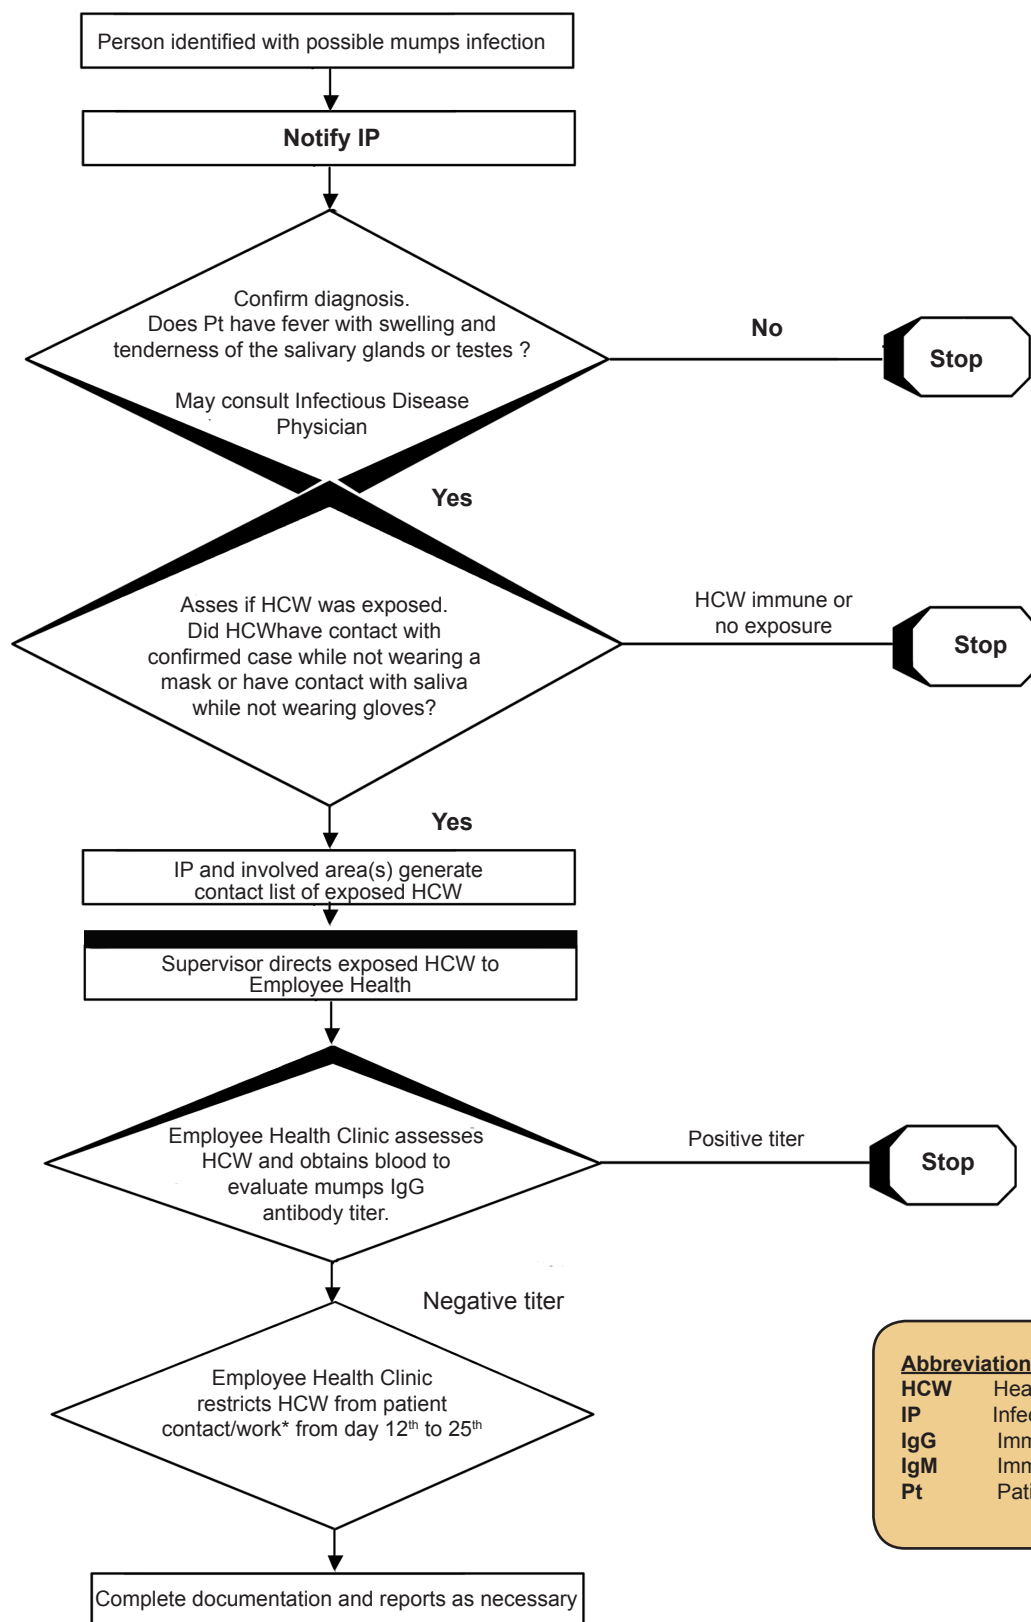 Person identified with possible mumps infection
Notify IP
Confirm diagnosis.
Does Pt have fever with swelling and
tenderness of the salivary glands or testes ?
May consult Infectious Disease
Physician
No
Stop
Yes
Asses if HCW was exposed.
Did HCWhave contact with
confirmed case while not wearing a
mask or have contact with saliva
while not wearing gloves?
HCW immune or
no exposure
Stop
Yes
IP and involved area(s) generate
contact list of exposed HCW
Supervisor directs exposed HCW to
Employee Health
Employee Health Clinic assesses
HCW and obtains blood to
evaluate mumps IgG
antibody titer.
Positive titer
Stop
Negative titer
Employee Health Clinic
restricts HCW from patient
contact/work* from day 12th to 25th
Complete documentation and reports as necessary
Abbreviation
HCW Hea
IP Infec
IgG Imm
IgM Imm
Pt Pati